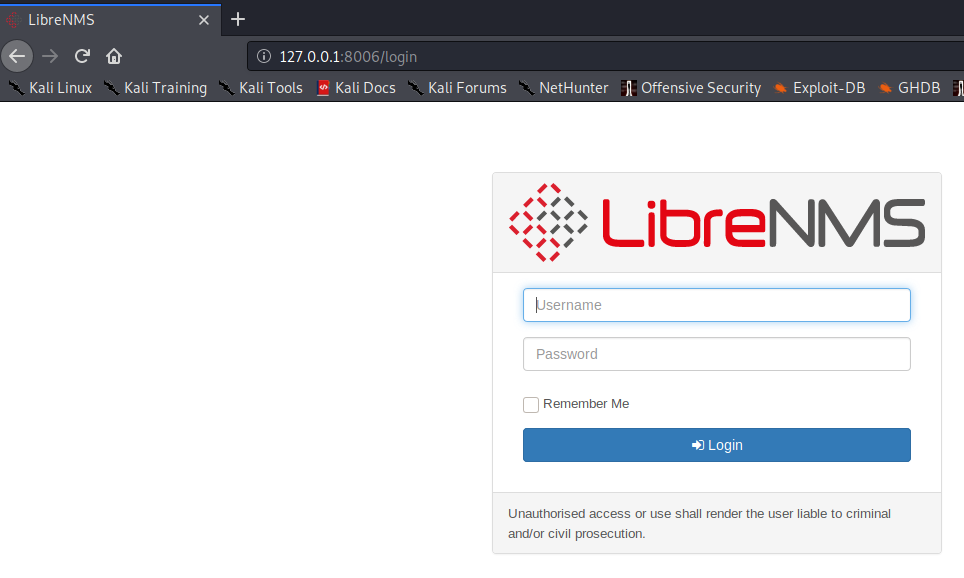 LibreNMS
127.0.0.1:8006/login
Kali Linux Kali Training Kali Tools Kali Docs Kali Forums NetHunter Offensive Security Exploit-DB GHDB
LibreNMS
Username
Password
Remember Me
Login
Unauthorised access or use shall render the user liable to criminal
and/or civil prosecution.